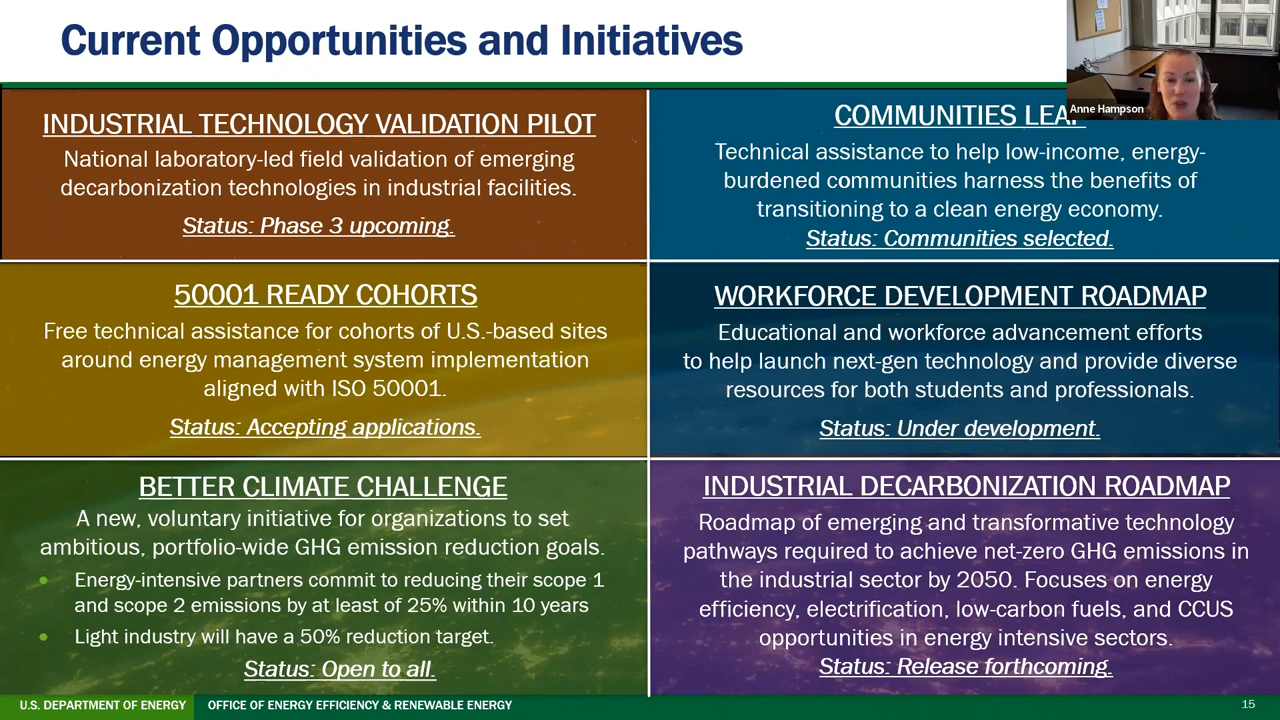 Current Opportunities and Initiatives
Anne Hampson
INDUSTRIAL TECHNOLOGY VALIDATION PILOT
National laboratory-led field validation of emerging
decarbonization technologies in industrial facilities.
Status: Phase 3 upcoming.
COMMUNITIES
Technical assistance to help low-income, energy-
burdened communities harness the benefits of
transitioning to a clean energy economy.
Status: Communities selected.
50001 READY COHORTS
Free technical assistance for cohorts of U.S.-based sites
around energy management system implementation
aligned with ISO 50001.
Status: Accepting applications.
WORKFORCE DEVELOPMENT ROADMAP
Educational and workforce advancement efforts
to help launch next-gen technology and provide diverse
resources for both students and professionals.
Status: Under development.
BETTER CLIMATE CHALLENGE
A new, voluntary initiative for organizations to set
ambitious, portfolio-wide GHG emission reduction goals.
• Energy-intensive partners commit to reducing their scope 1
and scope 2 emissions by at least of 25% within 10 years
• Light industry will have a 50% reduction target.
Status: Open to all.
INDUSTRIAL DECARBONIZATION ROADMAP
Roadmap of emerging and transformative technology
pathways required to achieve net-zero GHG emissions in
the industrial sector by 2050. Focuses on energy
efficiency, electrification, low-carbon fuels, and CCUS
opportunities in energy intensive sectors.
Status: Release forthcoming.
U.S. DEPARTMENT OF ENERGY OFFICE OF ENERGY EFFICIENCY & RENEWABLE ENERGY
15